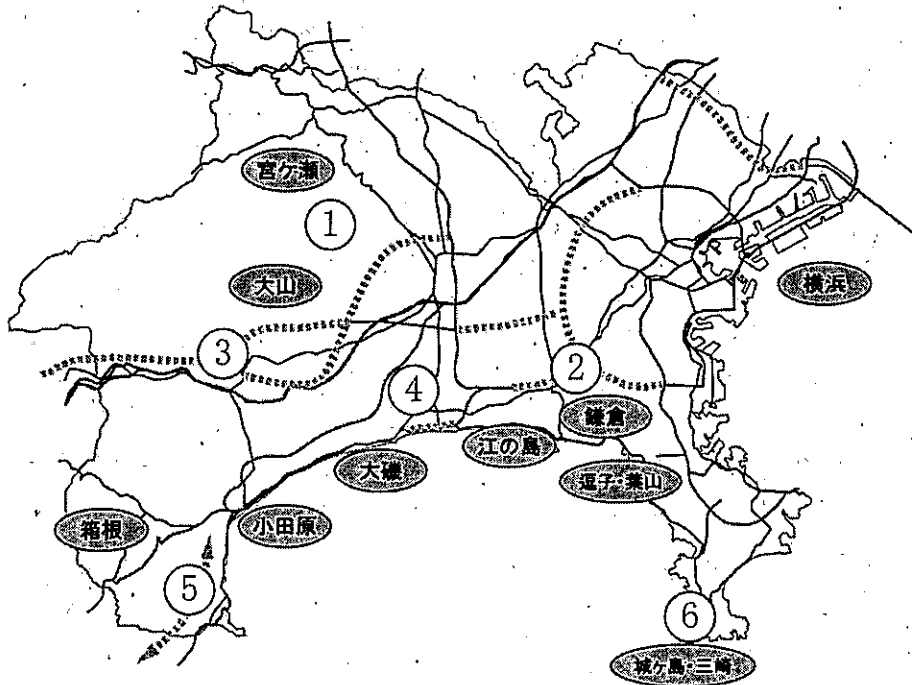 宮ケ瀬
①
大山
横浜
③
②
④
鎌倉
江の島
大磯
逗子・葉山
箱根
小田原
⑤
⑥
城ケ島・三崎